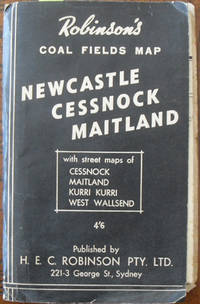 Robinson's
COAL FIELDS MAP
NEWCASTLE
CESSNOCK
MAITLAND
with street maps of
CESSNOCK
MAITLAND
KURRI KURRI
WEST WALLSEND
4'6
Published by
H. E. C. ROBINSON PTY. LTD.
221-3 George St., Sydney